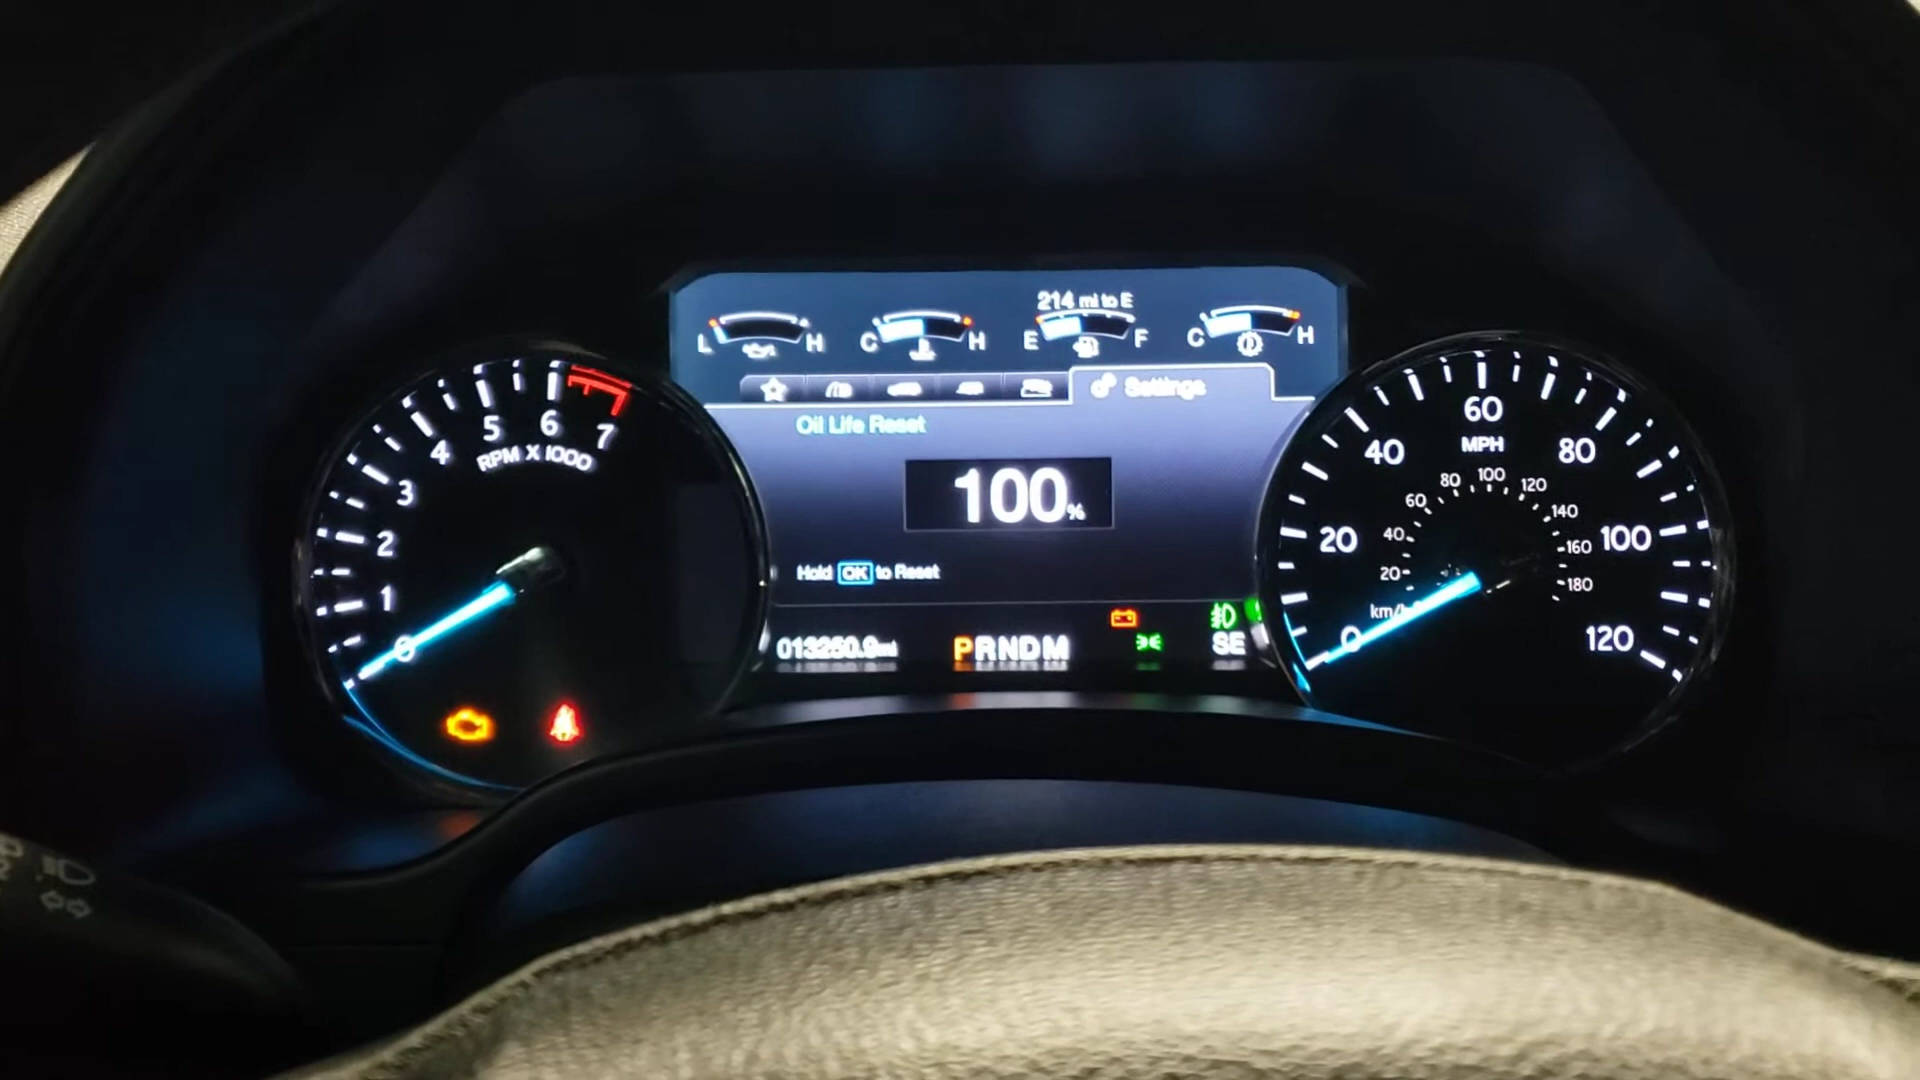 214 mi to E
L H C H E F C H
Settings
Oil Life Reset
100%
Hold OK to Reset
013250.9mi PRNDM SE
0 1 2 3 4 5 6 7
RPM X 1000
0 20 40 60 80 100 120
MPH
20 40 60 80 100 120 140 160 180
km/h